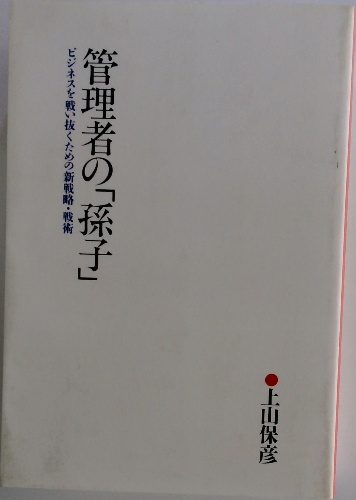 管理者の「孫子」
ビジネスを戦い抜くための新戦略・戦術
●上山保彦